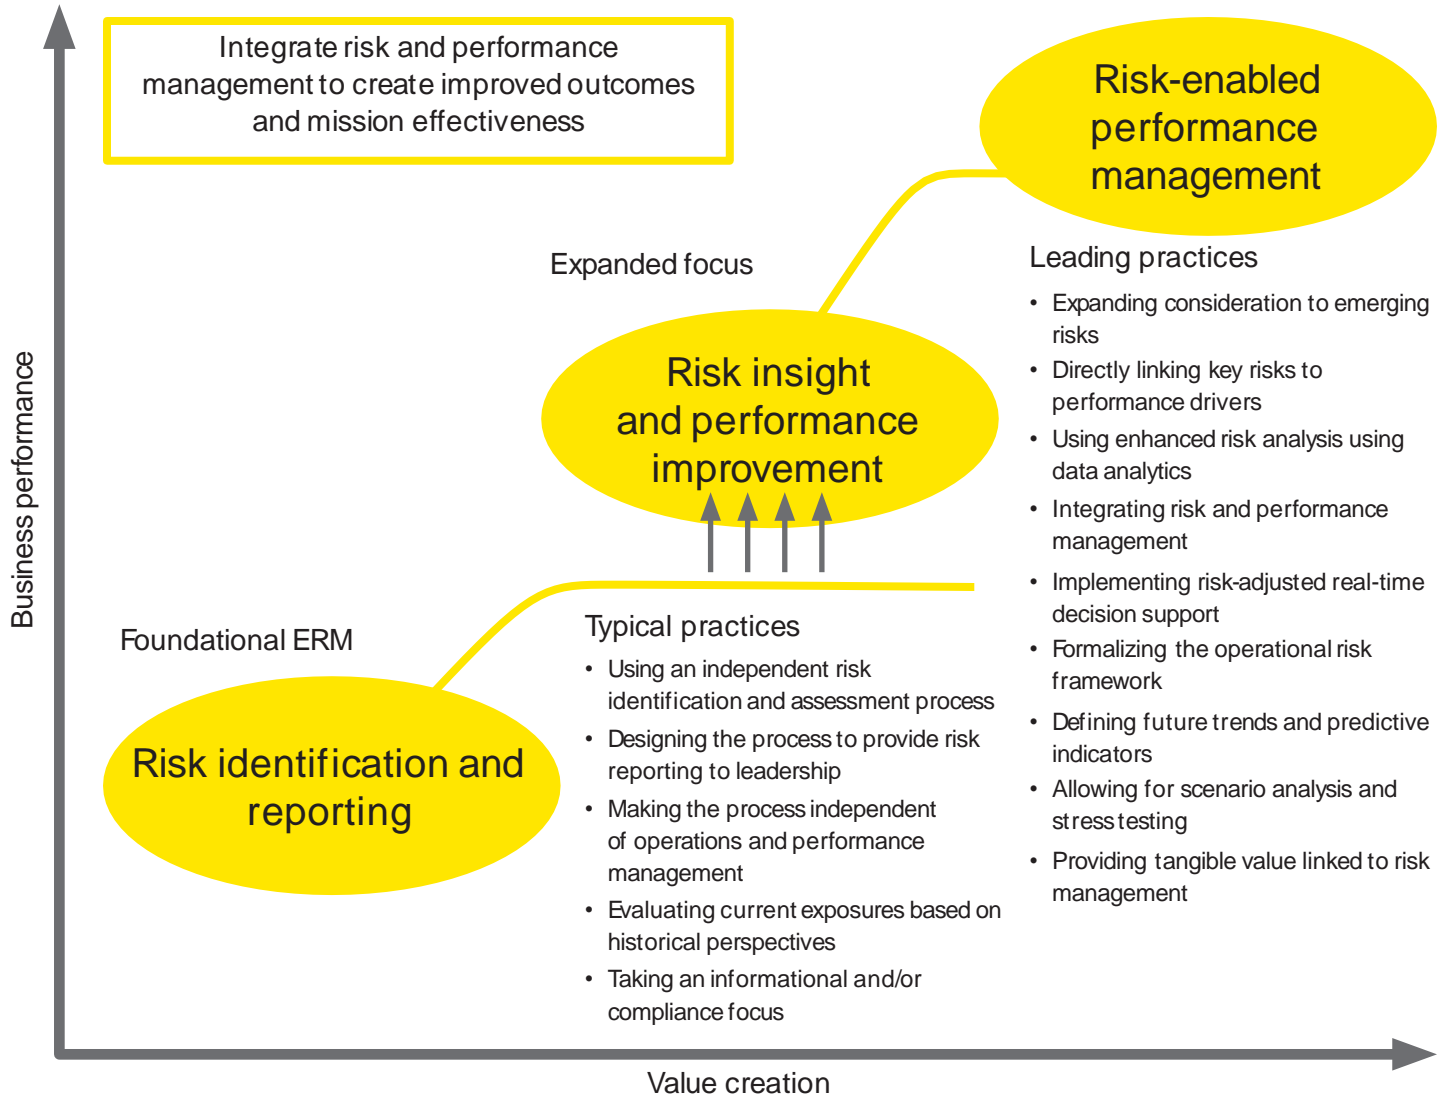 Integrate risk and performance
management to create improved outcomes
and mission effectiveness
Risk-enabled
performance
management
Expanded focus
Risk insight
and performance
improvement
Foundational ERM
Risk identification and
reporting
Typical practices
• Using an independent risk
identification and assessment process
• Designing the process to provide risk
reporting to leadership
• Making the process independent
of operations and performance
management
• Evaluating current exposures based on
historical perspectives
• Taking an informational and/or
compliance focus
Leading practices
• Expanding consideration to emerging
risks
• Directly linking key risks to
performance drivers
• Using enhanced risk analysis using
data analytics
• Integrating risk and performance
management
• Implementing risk-adjusted real-time
decision support
• Formalizing the operational risk
framework
• Defining future trends and predictive
indicators
• Allowing for scenario analysis and
stress testing
• Providing tangible value linked to risk
management
Business performance
Value creation